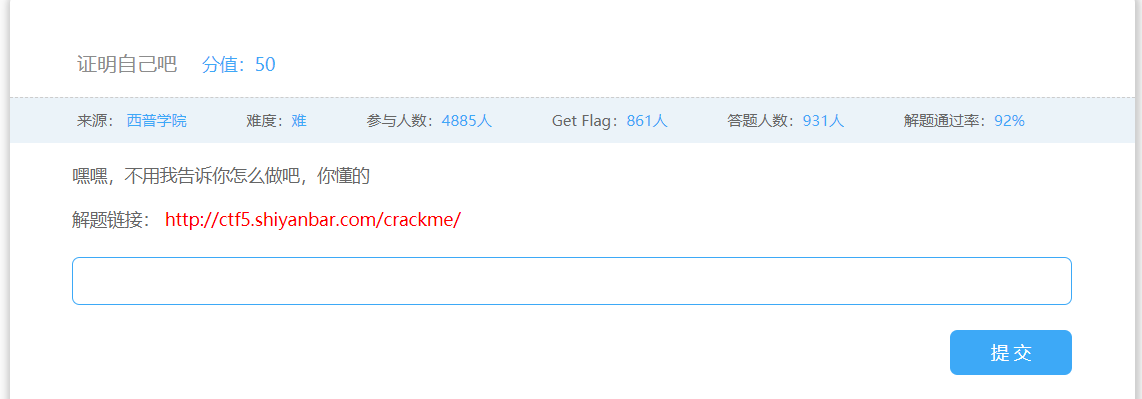 证明自己吧 分值：50
来源： 西普学院 难度：难 参与人数：4885人 Get Flag：861人 答题人数：931人 解题通过率：92%
嘿嘿，不用我告诉你怎么做吧，你懂的
解题链接： http://ctf5.shiyanbar.com/crackme/
提交